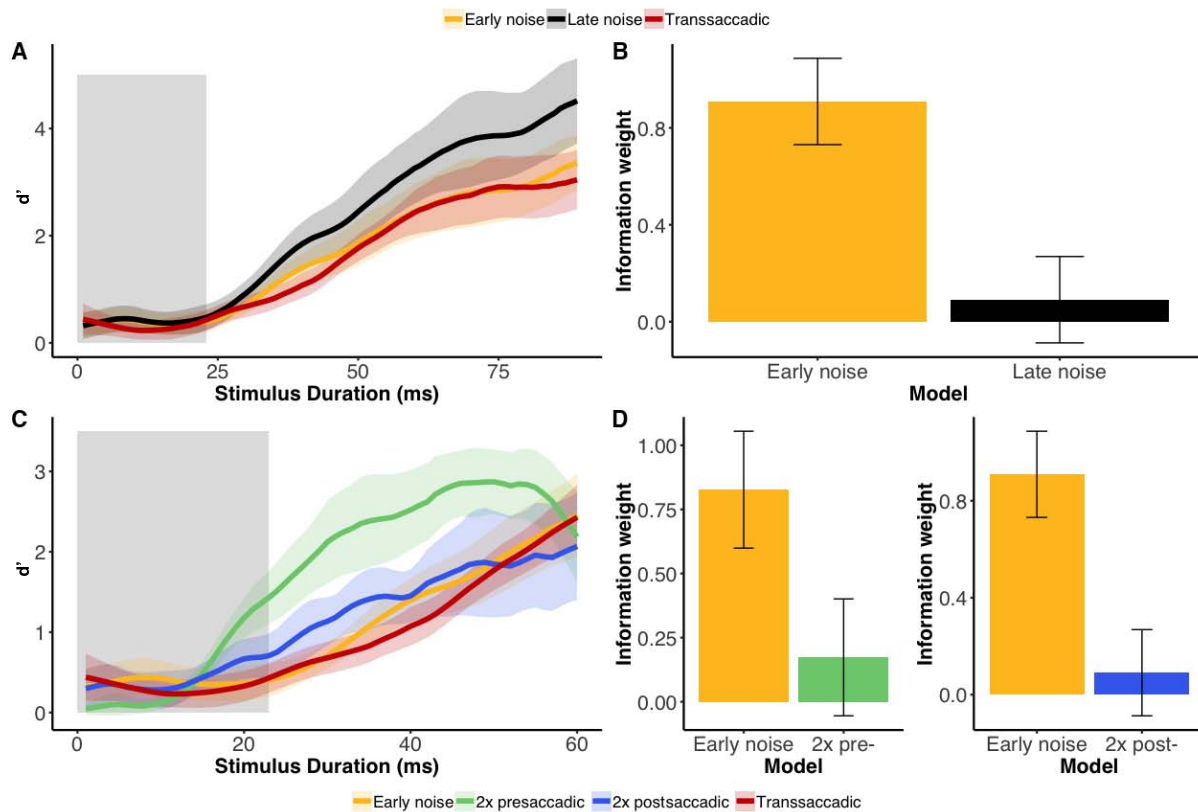 Early noise Late noise Transsaccadic
A
4
2
0
d'
0 25 50 75
Stimulus Duration (ms)
B
0.8
0.4
0.0
Information weight
Early noise Late noise
Model
C
3
2
1
0
d'
0 20 40 60
Stimulus Duration (ms)
D
1.00
0.75
0.50
0.25
0.00
Information weight
Early noise 2x pre-
Model
0.8
0.4
0.0
Information weight
Early noise 2x post-
Model
Early noise 2x presaccadic 2x postsaccadic Transsaccadic